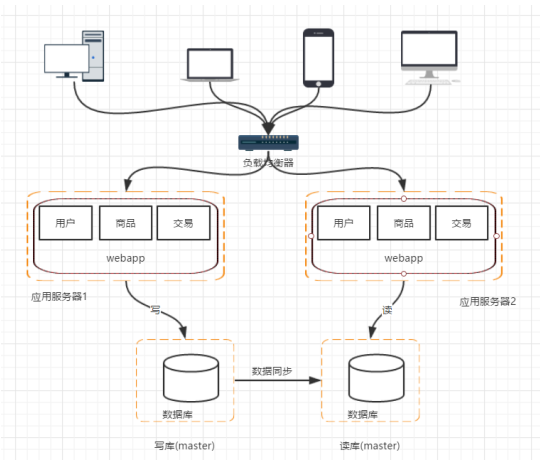 负载均衡器
用户 商品 交易
webapp
用户 商品 交易
webapp
应用服务器1
应用服务器2
写
读
数据同步
数据库
数据库
写库(master)
读库(master)